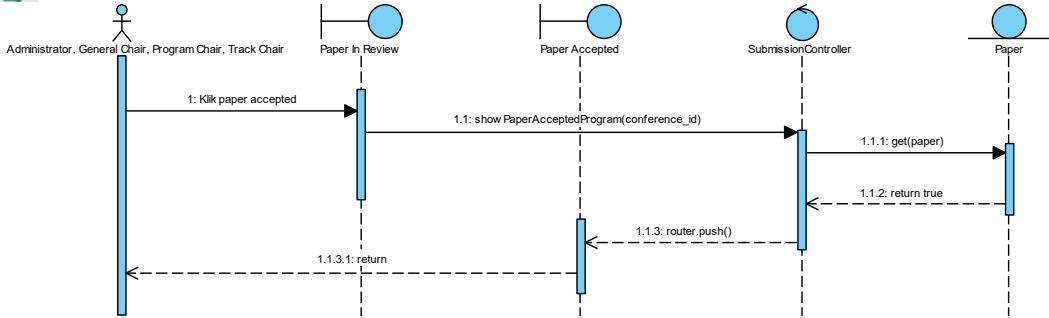 Administrator, General Chair, Program Chair, Track Chair
Paper In Review
Paper Accepted
SubmissionController
Paper
1: Klik paper accepted
1.1: show PaperAcceptedProgram(conference_id)
1.1.1: get(paper)
1.1.2: return true
1.1.3: router.push()
1.1.3.1: return